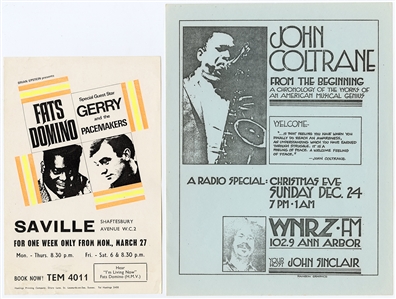 BRIAN EPSTEIN presents
FATS
DOMINO
Special Guest Star
GERRY
and the
PACEMAKERS
SAVILLE
SHAFTESBURY
AVENUE W.C.2
FOR ONE WEEK ONLY FROM MON., MARCH 27
Mon. - Thurs. 8.30 p.m.
Fri. - Sat. 6 & 8.30 p.m.
BOOK NOW! TEM 4011
Hear
"I'm Living Now"
Fats Domino (H.M.V.)
JOHN
COLTRANE
FROM THE BEGINNING
A CHRONOLOGY OF THE WORKS OF
AN AMERICAN MUSICAL GENIUS
WELCOME:
—JOHN COLTRANE
A RADIO SPECIAL: CHRISTMAS EVE
SUNDAY DEC. 24
7 PM - 1 AM
WNRZ-FM
102.9 ANN ARBOR
JOHN SINCLAIR